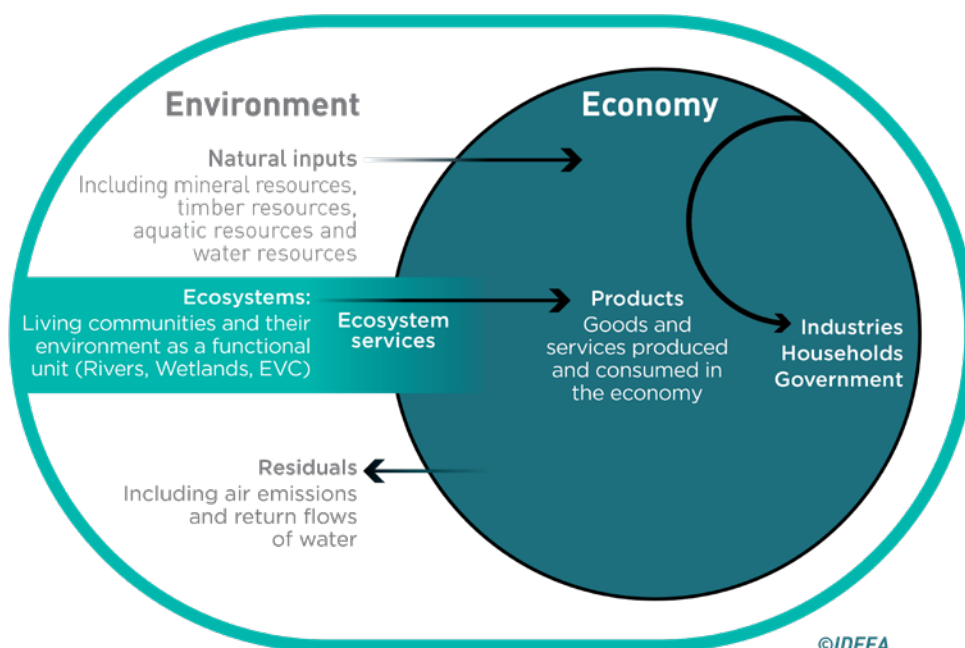 Environment
Economy
Natural inputs
Including mineral resources,
timber resources,
aquatic resources and
water resources
Ecosystems:
Living communities and their
environment as a functional
unit (Rivers, Wetlands, EVC)
Ecosystem
services
Products
Goods and
services produced
and consumed in
the economy
Industries
Households
Government
Residuals
Including air emissions
and return flows
of water
©IDEEA